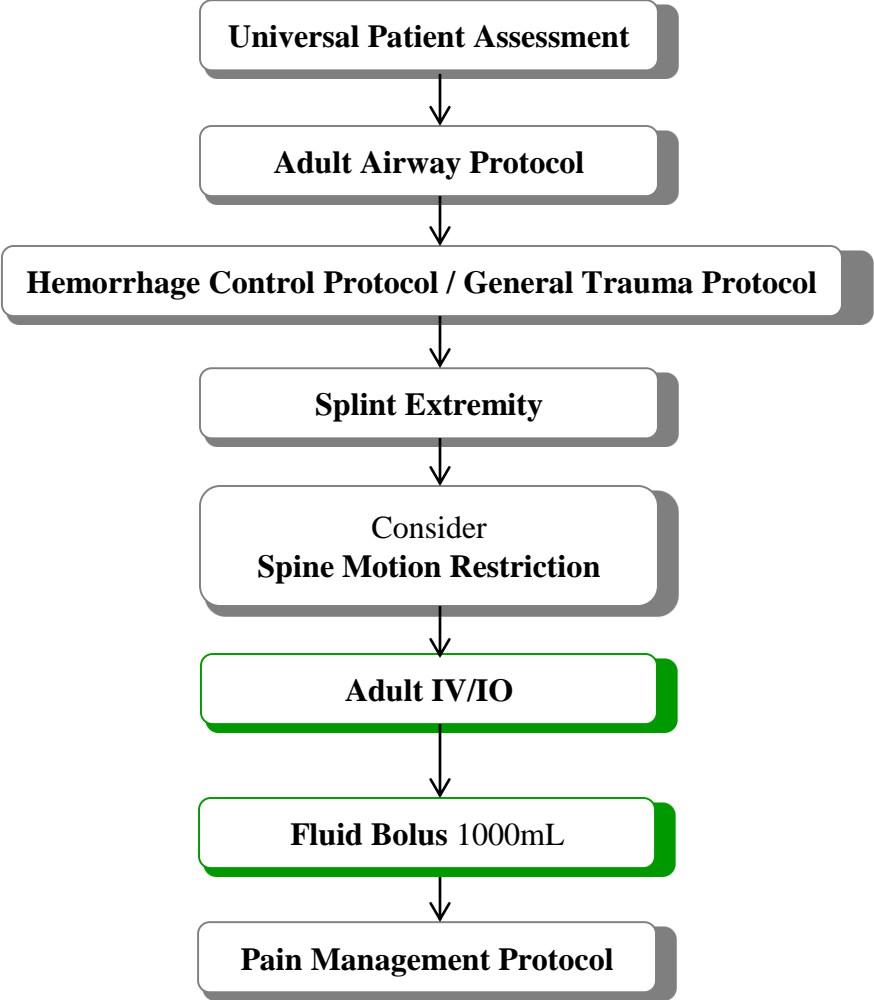 Universal Patient Assessment
Adult Airway Protocol
Hemorrhage Control Protocol / General Trauma Protocol
Splint Extremity
Consider
Spine Motion Restriction
Adult IV/IO
Fluid Bolus 1000mL
Pain Management Protocol